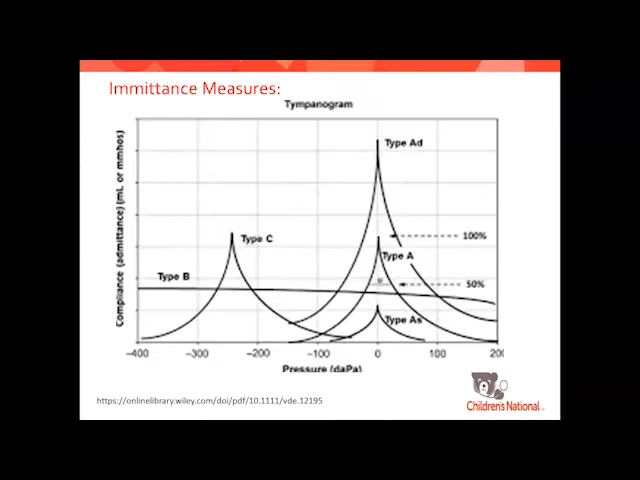 Immittance Measures:
Tympanogram
Compliance (admittance) (mL or mmhos)
Type Ad
100%
Type C
Type A
Type B
50%
Type As
−400 −300 −200 −100 0 100 200
Pressure (daPa)
https://onlinelibrary.wiley.com/doi/pdf/10.1111/vde.12195
Children's National